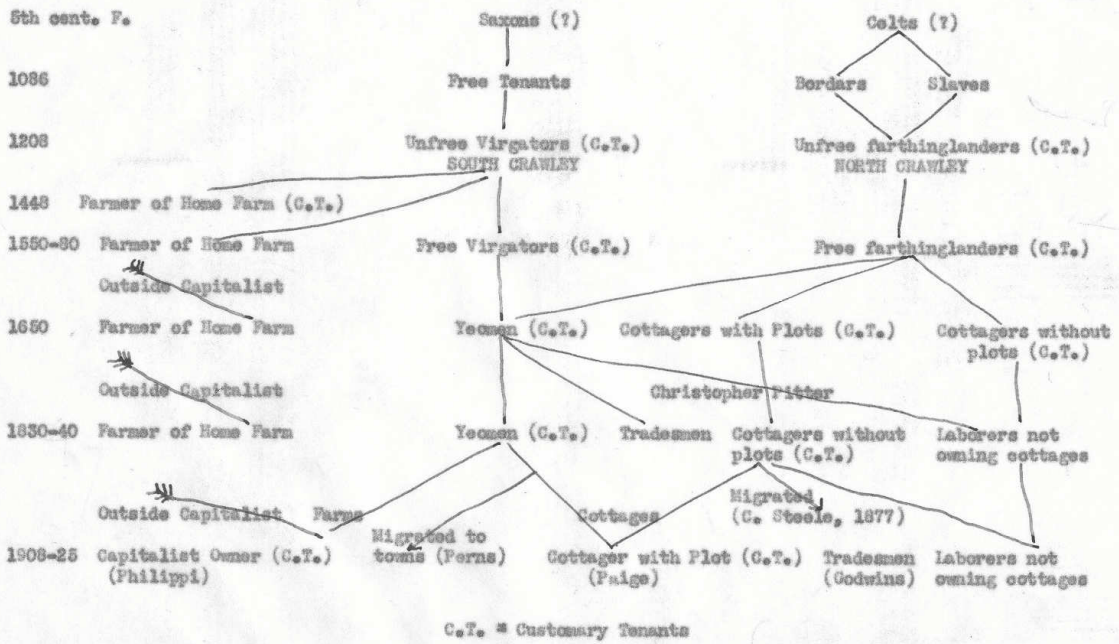 5th cent. F. Saxons (?) Celts (?)
1086 Free Tenants Bordars Slaves
1208 Unfree Virgators (C.T.) Unfree farthinglanders (C.T.)
SOUTH CRAWLEY NORTH CRAWLEY
1448 Farmer of Home Farm (C.T.)
1550-80 Farmer of Home Farm Free Virgators (C.T.) Free farthinglanders (C.T.)
Outside Capitalist
1650 Farmer of Home Farm Yeomen (C.T.) Cottagers with Plots (C.T.) Cottagers without
plots (C.T.)
Outside Capitalist Christopher Pitter
1830-40 Farmer of Home Farm Yeomen (C.T.) Tradesmen Cottagers without Laborers not
plots (C.T.) owning cottages
Migrated
Outside Capitalist Farms Cottages (C. Steele, 1877)
Migrated to
1908-25 Capitalist Owner (C.T.) towns (Perns) Cottager with Plot (C.T.) Tradesmen Laborers not
(Philippi) (Paige) (Godwins) owning cottages
C.T. = Customary Tenants